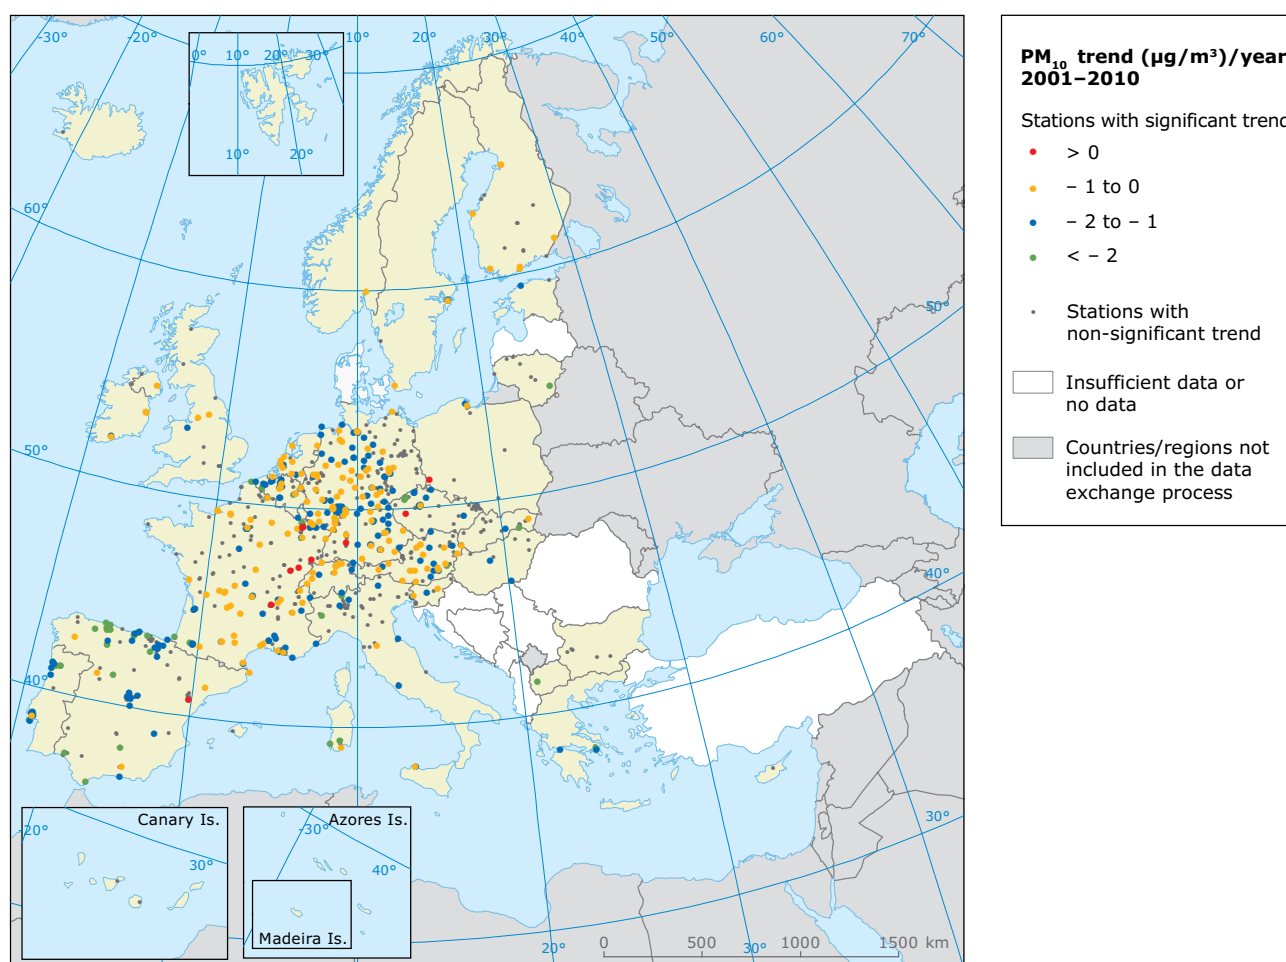 -30°
-20°
0°
10°
20°
30°
10°
20°
10°
20°
30°
40°
50°
60°
70°
60°
50°
40°
50°
40°
30°
20°
30°
Canary Is.
-20°
30°
Azores Is.
-30°
40°
Madeira Is.
0
500
1000
1500 km
PM10 trend (µg/m³)/year
2001–2010
Stations with significant trend
> 0
– 1 to 0
– 2 to – 1
< – 2
Stations with
non-significant trend
Insufficient data or
no data
Countries/regions not
included in the data
exchange process